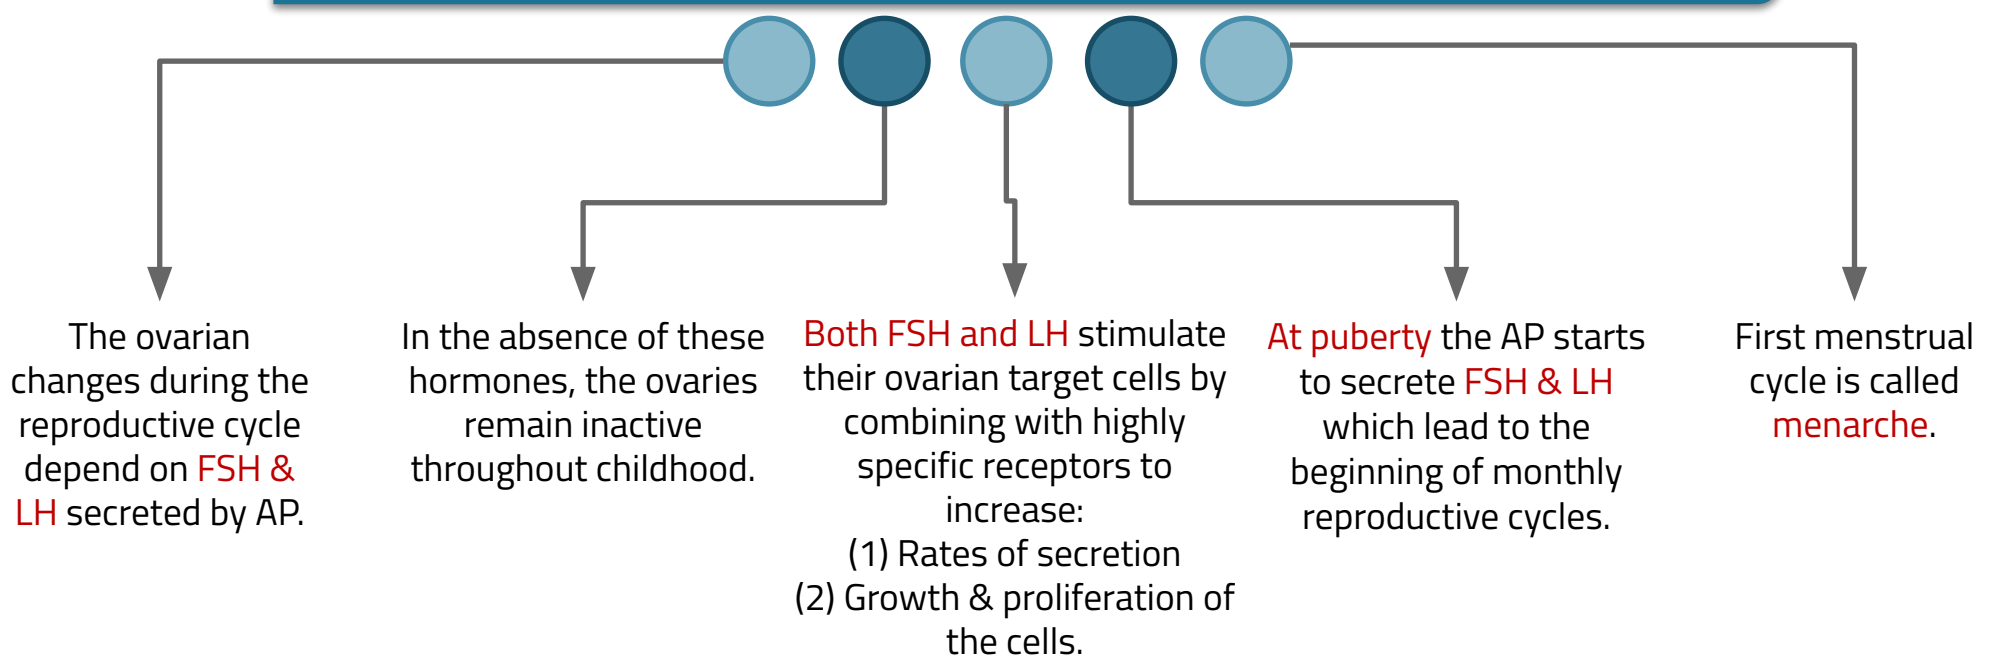 The ovarian
changes during the
reproductive cycle
depend on FSH &
LH secreted by AP.
In the absence of these
hormones, the ovaries
remain inactive
throughout childhood.
Both FSH and LH stimulate
their ovarian target cells by
combining with highly
specific receptors to
increase:
(1) Rates of secretion
(2) Growth & proliferation of
the cells.
At puberty the AP starts
to secrete FSH & LH
which lead to the
beginning of monthly
reproductive cycles.
First menstrual
cycle is called
menarche.